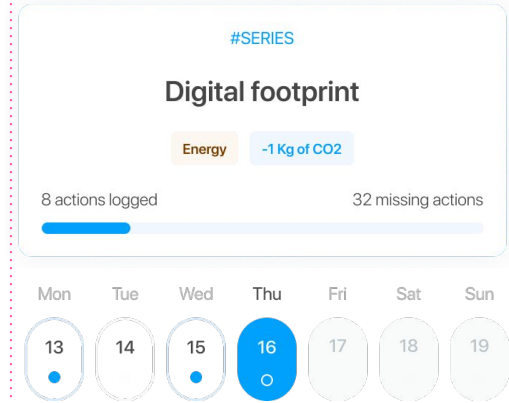 #SERIES
Digital footprint
Energy -1 Kg of CO2
8 actions logged 32 missing actions
Mon Tue Wed Thu Fri Sat Sun
13 14 15 16 17 18 19